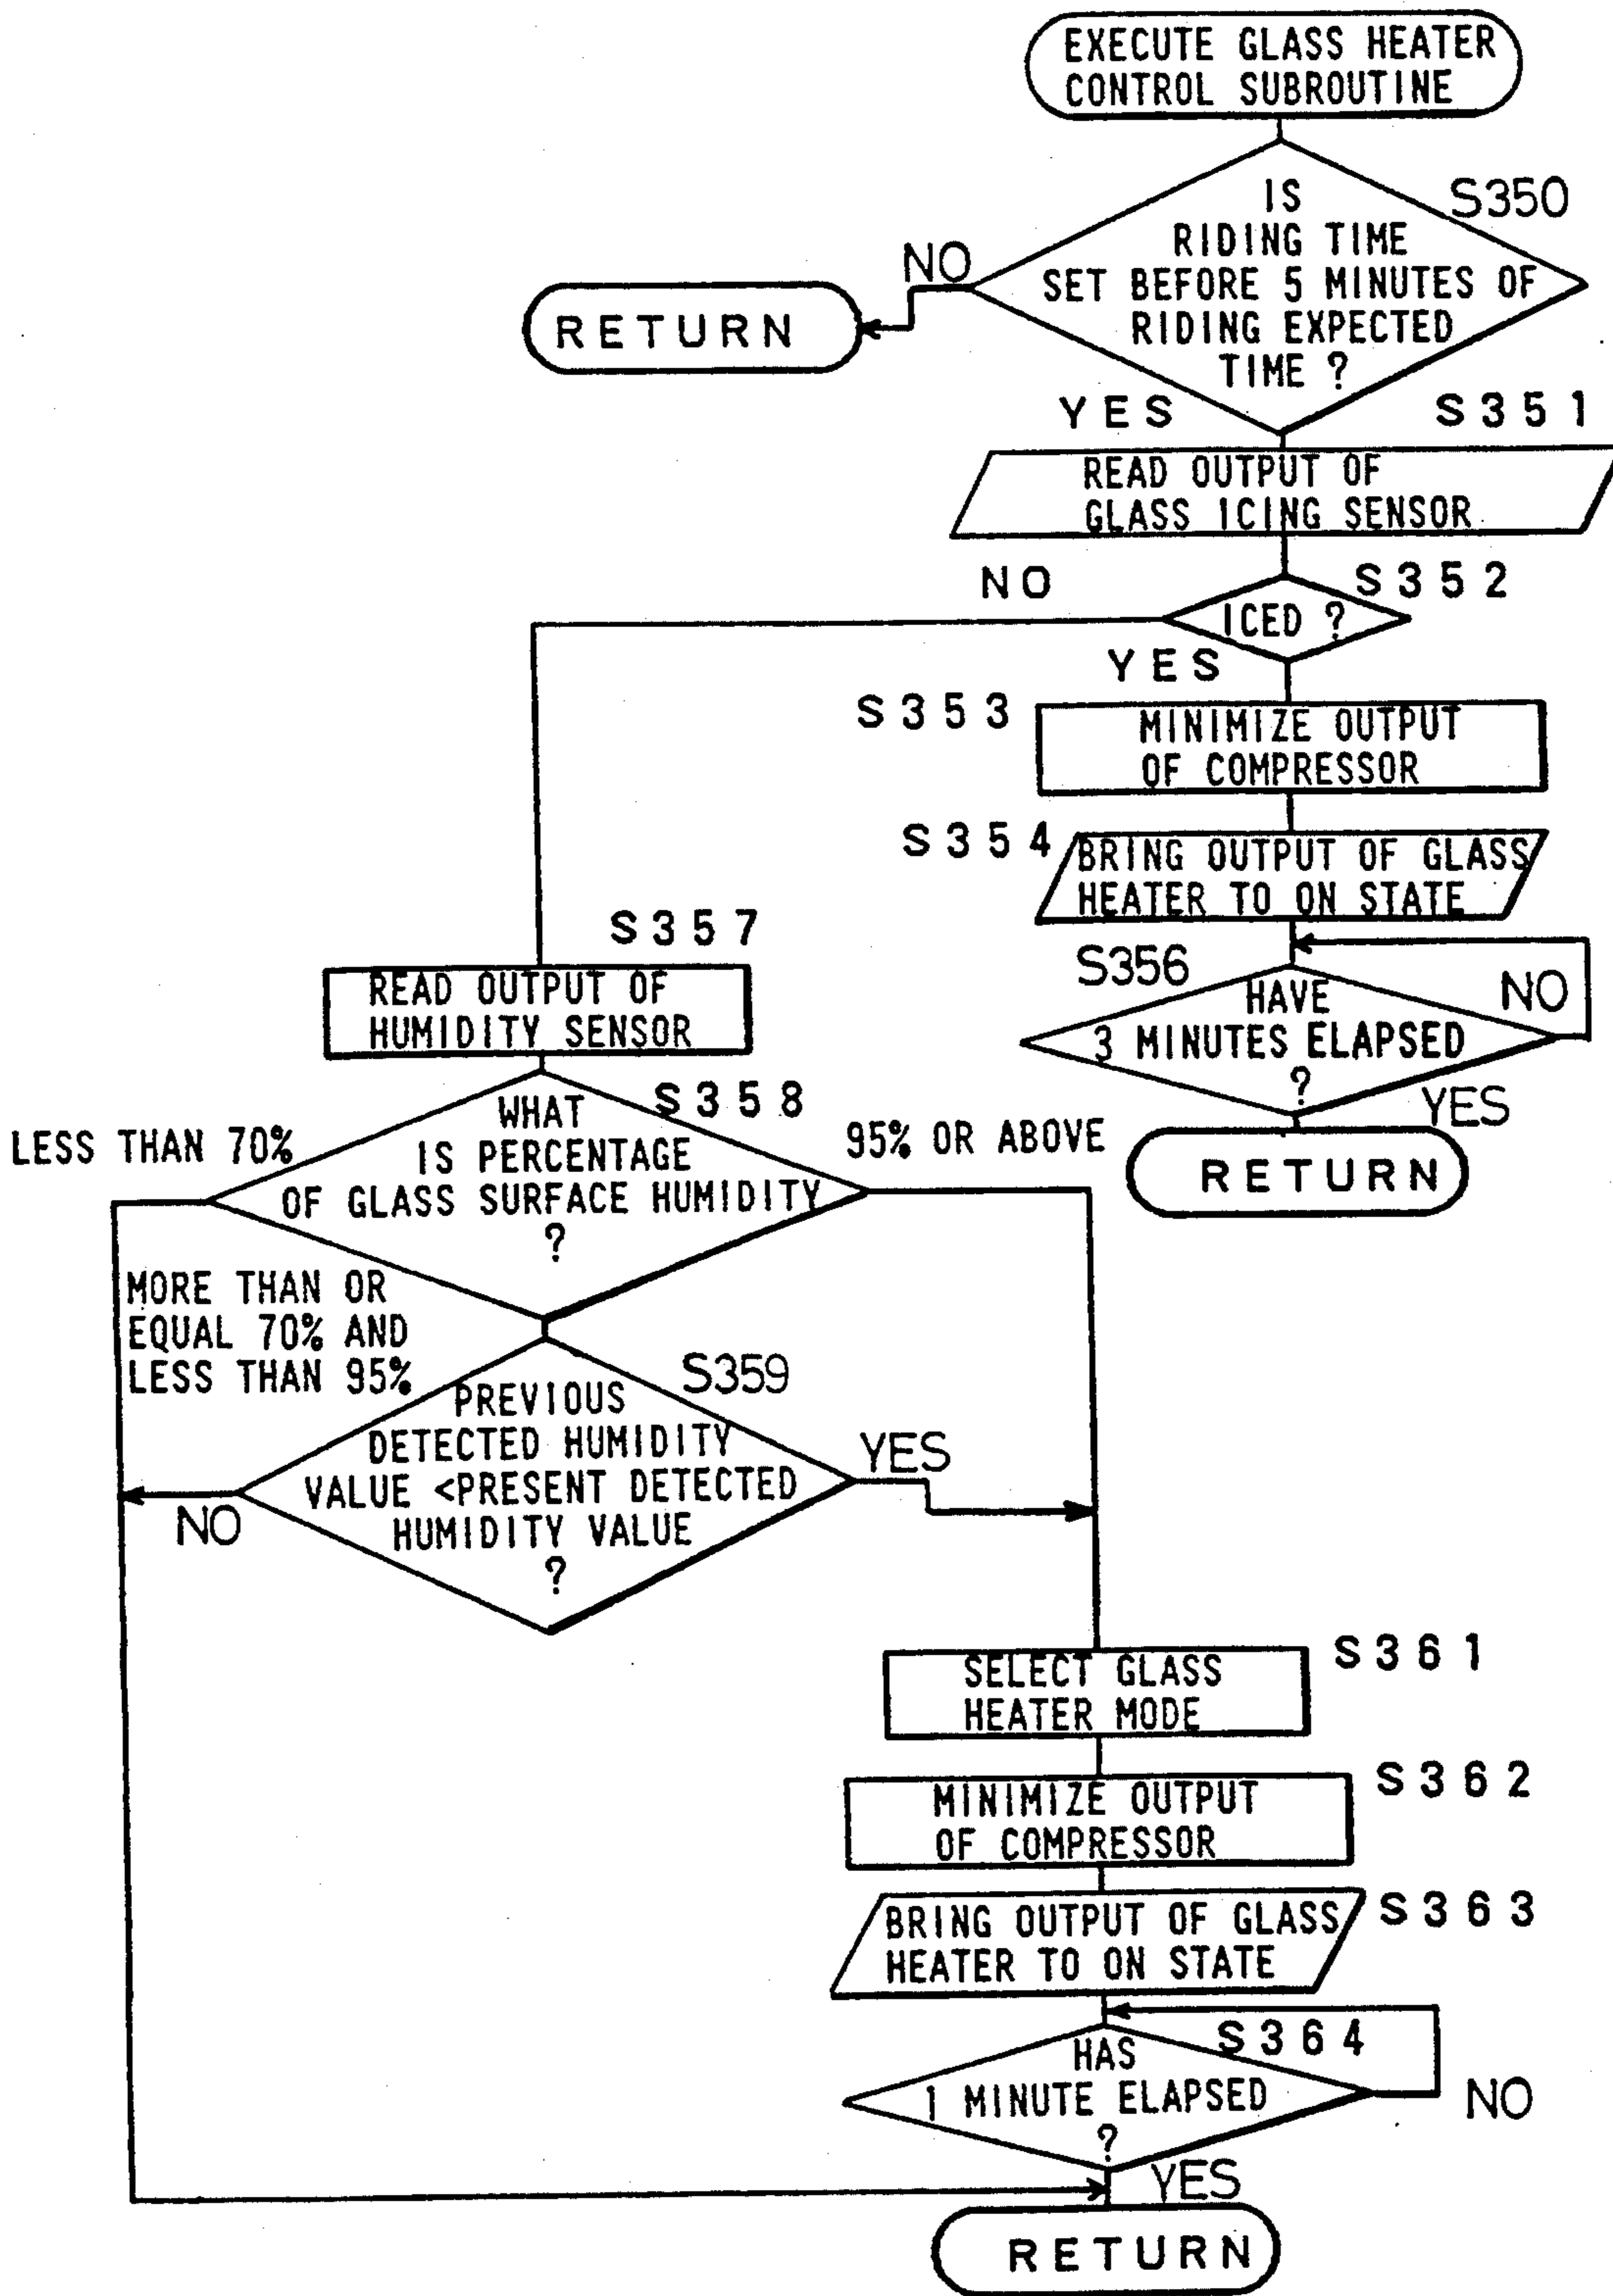 EXECUTE GLASS HEATER
CONTROL SUBROUTINE
IS
RIDING TIME
SET BEFORE 5 MINUTES OF
RIDING EXPECTED
TIME ?
S350
NO
RETURN
YES
S351
READ OUTPUT OF
GLASS ICING SENSOR
NO
S352
ICED ?
YES
S353
MINIMIZE OUTPUT
OF COMPRESSOR
S354
BRING OUTPUT OF GLASS
HEATER TO ON STATE
S356
HAVE
3 MINUTES ELAPSED
?
NO
YES
RETURN
S357
READ OUTPUT OF
HUMIDITY SENSOR
S358
WHAT
IS PERCENTAGE
OF GLASS SURFACE HUMIDITY
?
LESS THAN 70%
95% OR ABOVE
MORE THAN OR
EQUAL 70% AND
LESS THAN 95%
S359
PREVIOUS
DETECTED HUMIDITY
VALUE <PRESENT DETECTED
HUMIDITY VALUE
?
NO
YES
S361
SELECT GLASS
HEATER MODE
S362
MINIMIZE OUTPUT
OF COMPRESSOR
S363
BRING OUTPUT OF GLASS
HEATER TO ON STATE
S364
HAS
1 MINUTE ELAPSED
?
NO
YES
RETURN